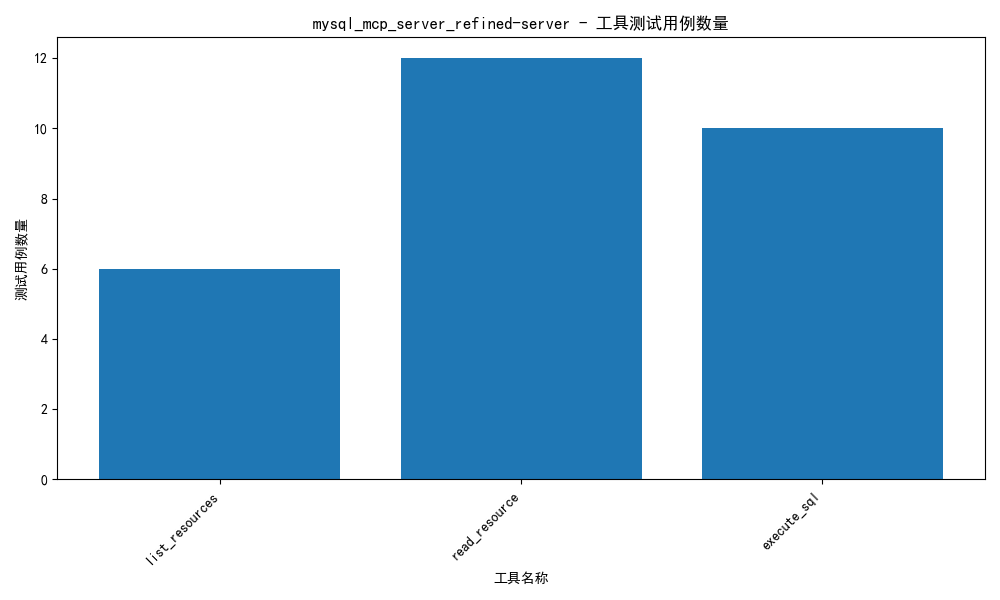 mysql_mcp_server_refined-server - 工具测试用例数量
测试用例数量
12
10
8
6
4
2
0
list_resources
read_resource
execute_sql
工具名称